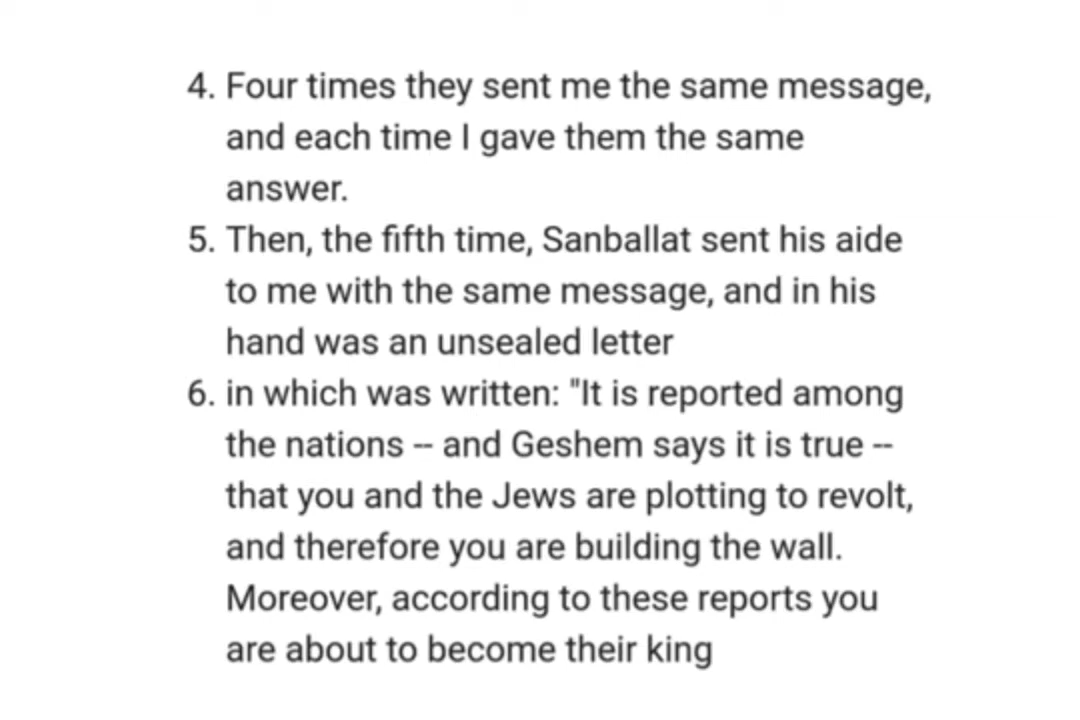 4. Four times they sent me the same message,
and each time I gave them the same
answer.
5. Then, the fifth time, Sanballat sent his aide
to me with the same message, and in his
hand was an unsealed letter
6. in which was written: "It is reported among
the nations -- and Geshem says it is true --
that you and the Jews are plotting to revolt,
and therefore you are building the wall.
Moreover, according to these reports you
are about to become their king